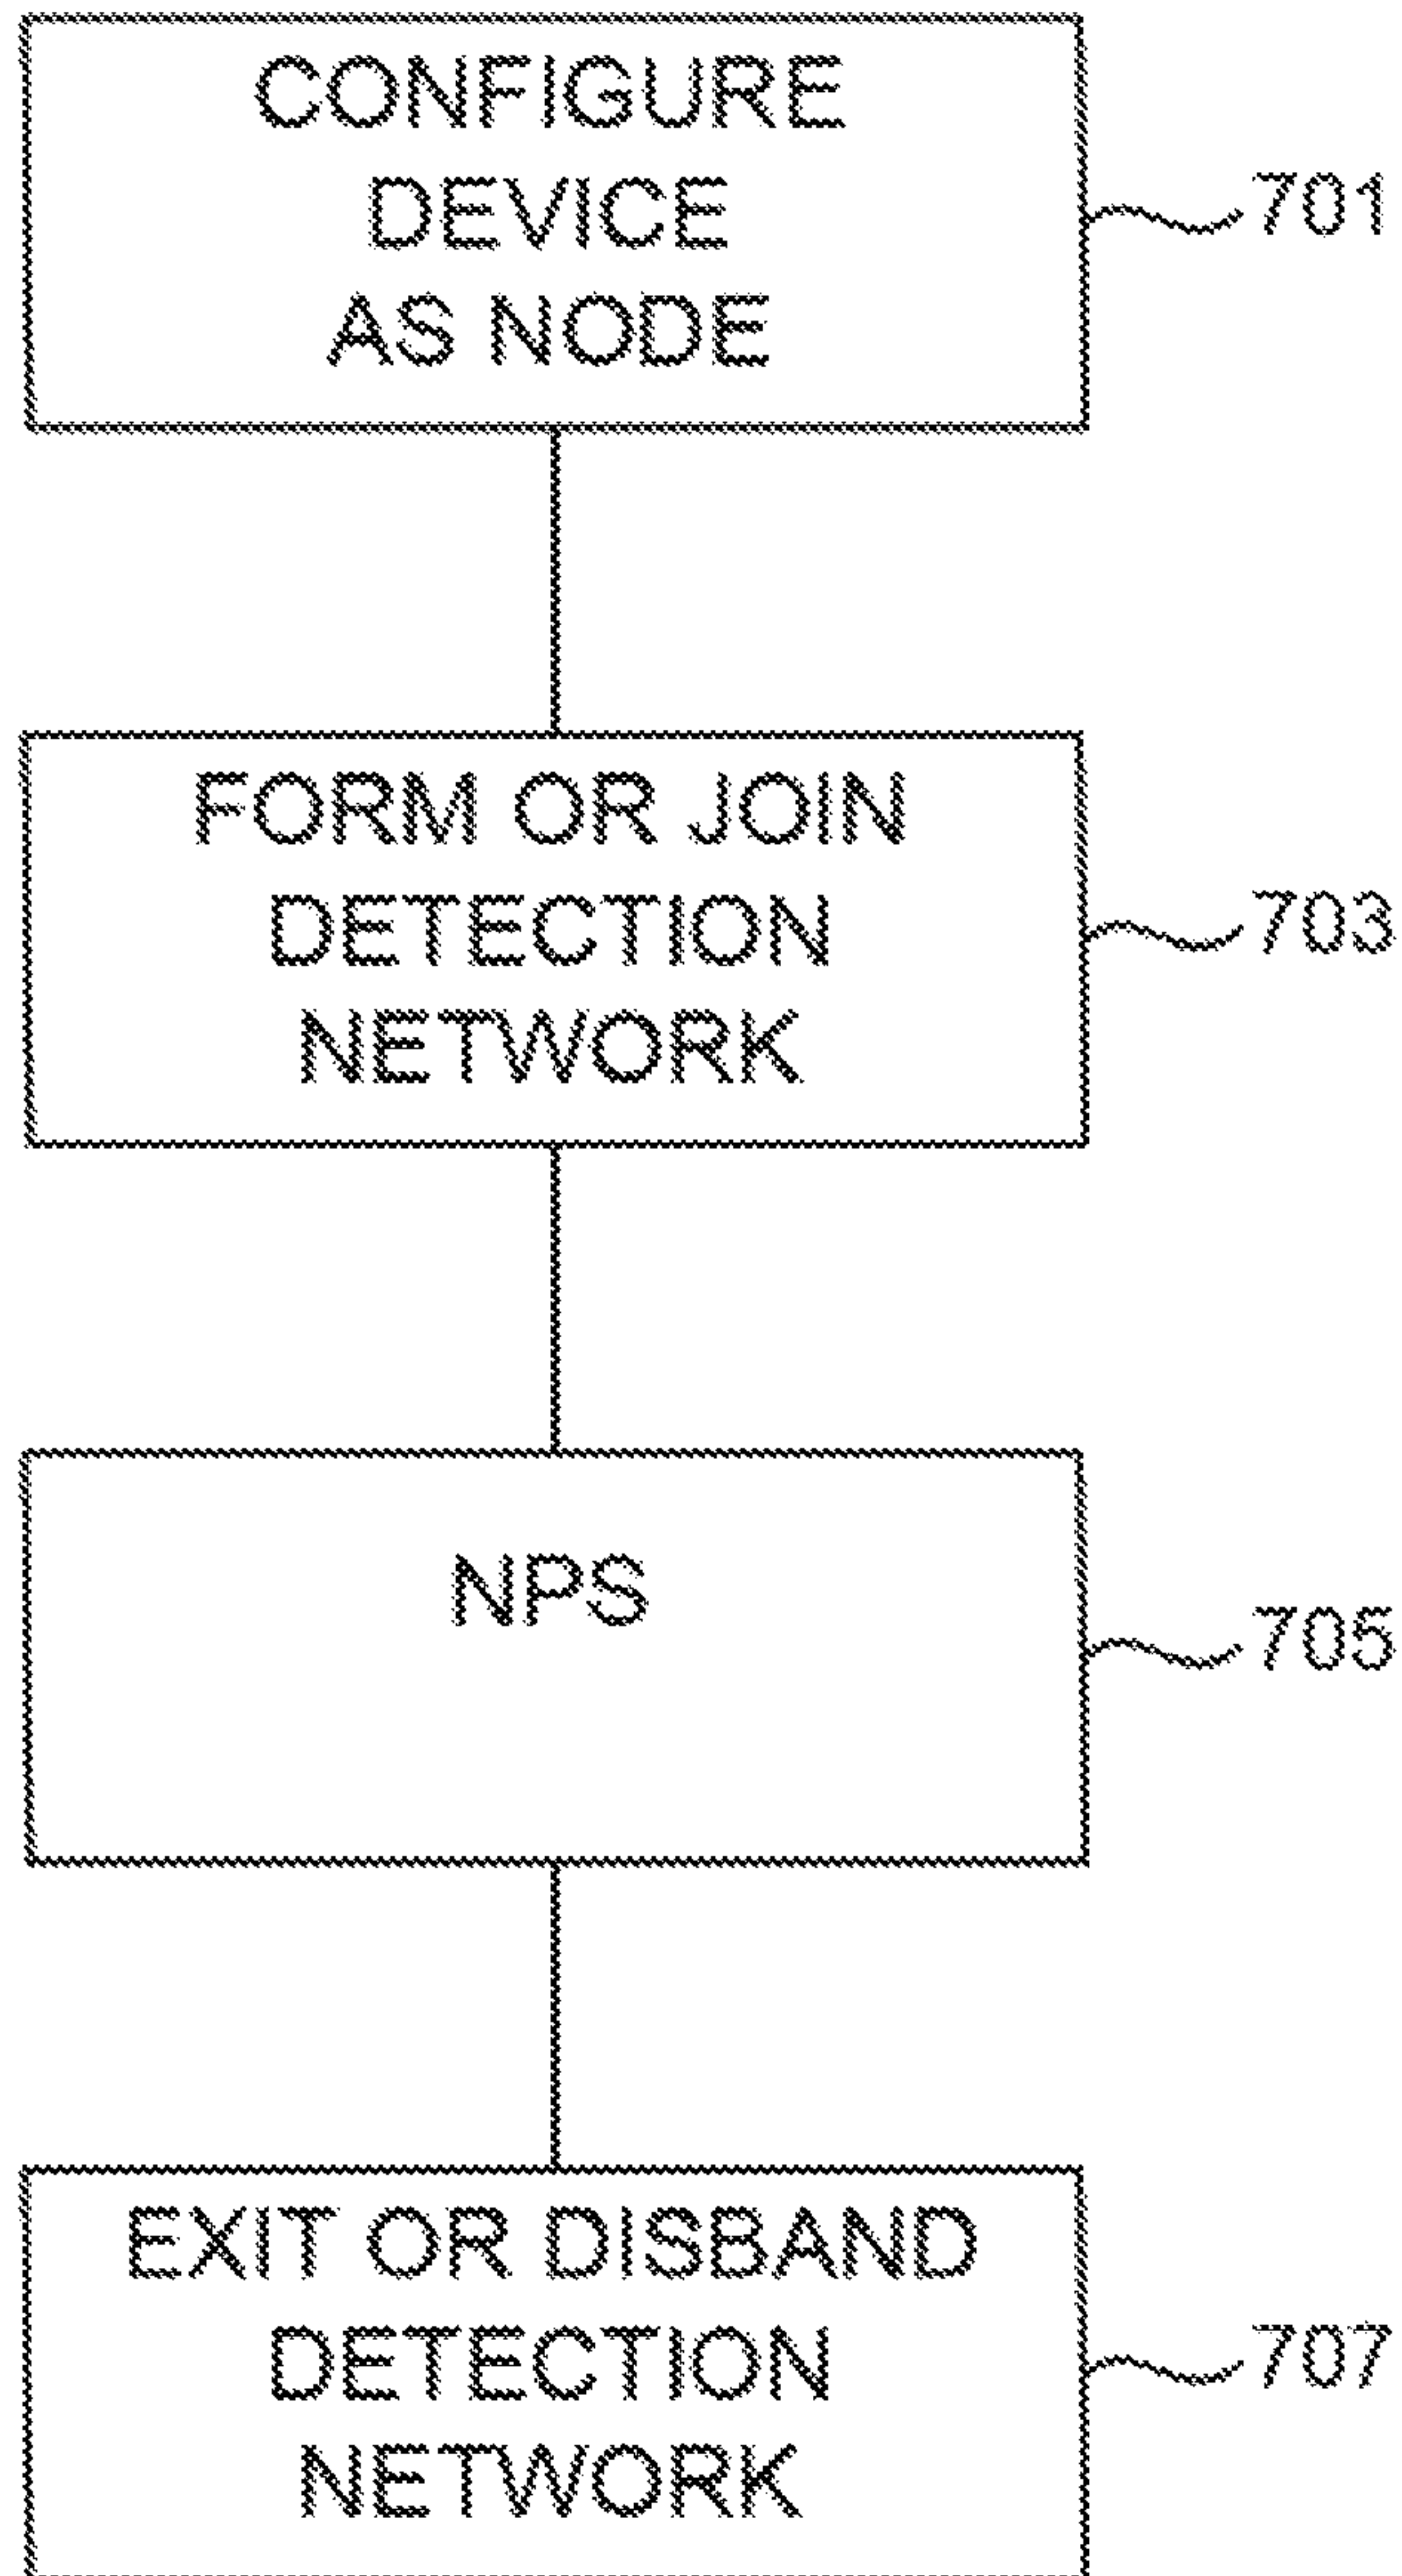 CONFIGURE
DEVICE
AS NODE
701
FORM OR JOIN
DETECTION
NETWORK
703
NPS
705
EXIT OR DISBAND
DETECTION
NETWORK
707